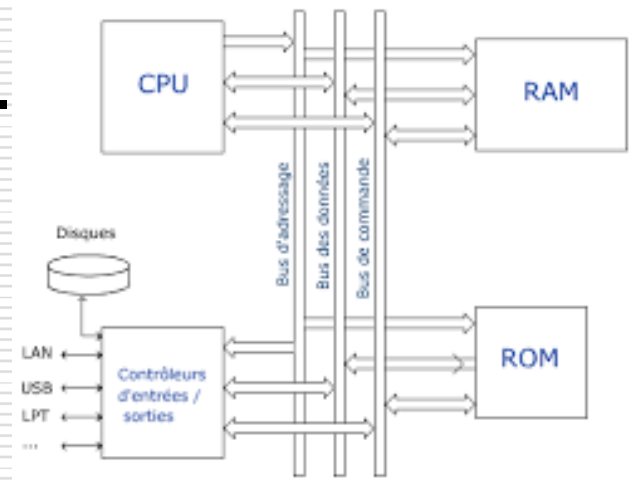 CPU
RAM
Bus d'adressage
Bus des données
Bus de commande
Disques
LAN
USB
LPT
...
Contrôleurs
d'entrées /
sorties
ROM